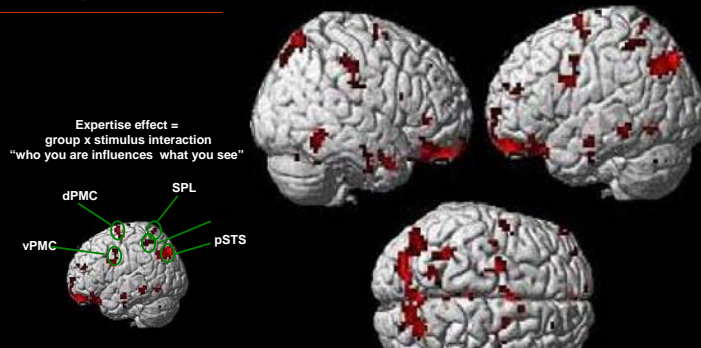 Expertise effect =
group x stimulus interaction
“who you are influences what you see”
dPMC
SPL
vPMC
pSTS